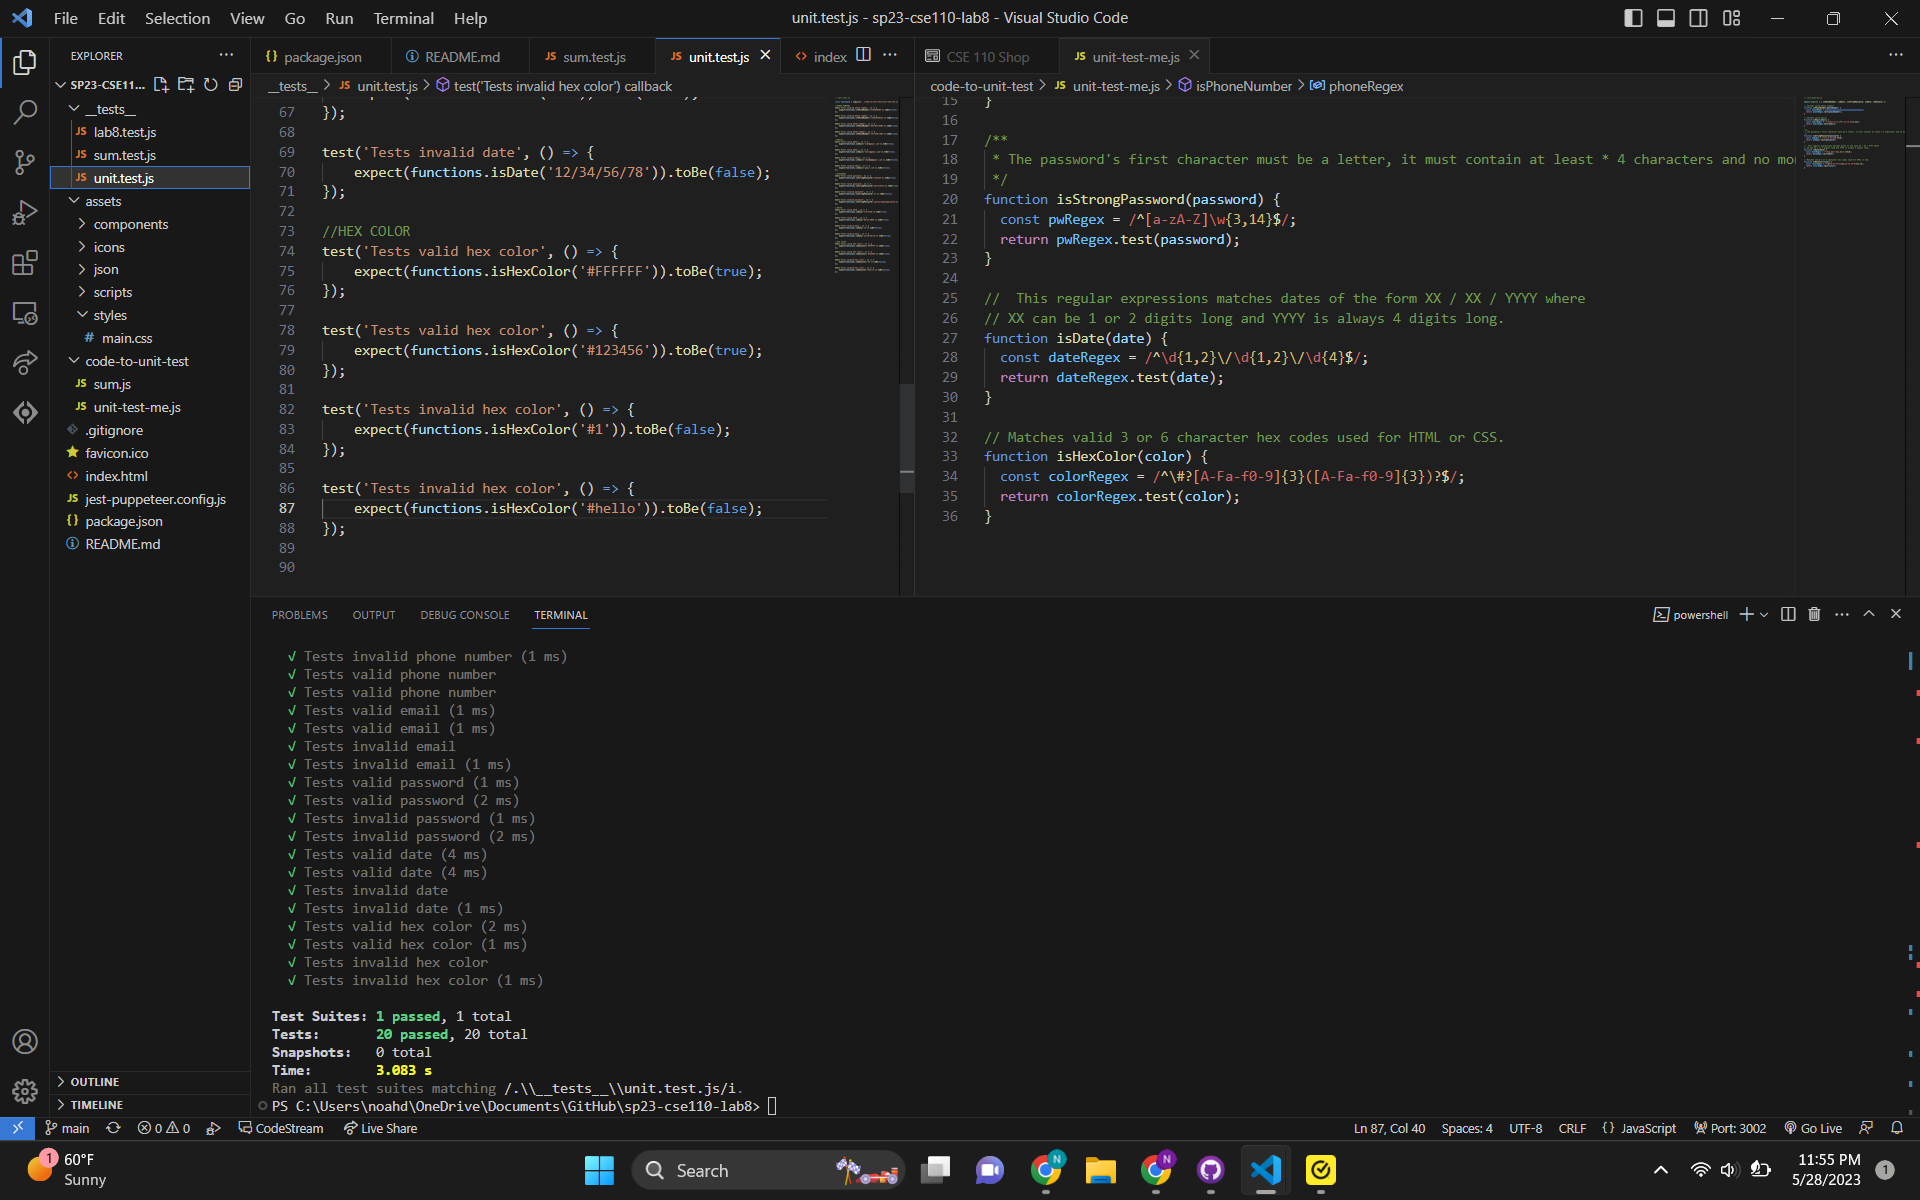 File Edit Selection View Go Run Terminal Help
unit.test.js - sp23-cse110-lab8 - Visual Studio Code
EXPLORER
SP23-CSE11...
__tests__
JS lab8.test.js
JS sum.test.js
JS unit.test.js
assets
components
icons
json
scripts
styles
# main.css
code-to-unit-test
JS sum.js
JS unit-test-me.js
.gitignore
favicon.ico
<> index.html
JS jest-puppeteer.config.js
{} package.json
README.md
OUTLINE
TIMELINE
{} package.json README.md JS sum.test.js JS unit.test.js <> index
__tests__ > JS unit.test.js > test('Tests invalid hex color') callback
67 });
68
69 test('Tests invalid date', () => {
70 expect(functions.isDate('12/34/56/78')).toBe(false);
71 });
72
73 //HEX COLOR
74 test('Tests valid hex color', () => {
75 expect(functions.isHexColor('#FFFFFF')).toBe(true);
76 });
77
78 test('Tests valid hex color', () => {
79 expect(functions.isHexColor('#123456')).toBe(true);
80 });
81
82 test('Tests invalid hex color', () => {
83 expect(functions.isHexColor('#1')).toBe(false);
84 });
85
86 test('Tests invalid hex color', () => {
87 expect(functions.isHexColor('#hello')).toBe(false);
88 });
89
90
CSE 110 Shop JS unit-test-me.js
code-to-unit-test > JS unit-test-me.js > isPhoneNumber > phoneRegex
15 }
16
17 /**
18 * The password's first character must be a letter, it must contain at least * 4 characters and no mo
19 */
20 function isStrongPassword(password) {
21 const pwRegex = /^[a-zA-Z]\w{3,14}$/;
22 return pwRegex.test(password);
23 }
24
25 //  This regular expressions matches dates of the form XX / XX / YYYY where
26 // XX can be 1 or 2 digits long and YYYY is always 4 digits long.
27 function isDate(date) {
28 const dateRegex = /^\d{1,2}\/\d{1,2}\/\d{4}$/;
29 return dateRegex.test(date);
30 }
31
32 // Matches valid 3 or 6 character hex codes used for HTML or CSS.
33 function isHexColor(color) {
34 const colorRegex = /^\#?[A-Fa-f0-9]{3}([A-Fa-f0-9]{3})?$/;
35 return colorRegex.test(color);
36 }
PROBLEMS OUTPUT DEBUG CONSOLE TERMINAL
powershell
√ Tests invalid phone number (1 ms)
√ Tests valid phone number
√ Tests valid phone number
√ Tests valid email (1 ms)
√ Tests valid email (1 ms)
√ Tests invalid email
√ Tests invalid email (1 ms)
√ Tests valid password (1 ms)
√ Tests valid password (2 ms)
√ Tests invalid password (1 ms)
√ Tests invalid password (2 ms)
√ Tests valid date (4 ms)
√ Tests valid date (4 ms)
√ Tests invalid date
√ Tests invalid date (1 ms)
√ Tests valid hex color (2 ms)
√ Tests valid hex color (1 ms)
√ Tests invalid hex color
√ Tests invalid hex color (1 ms)
Test Suites: 1 passed, 1 total
Tests: 20 passed, 20 total
Snapshots: 0 total
Time: 3.083 s
Ran all test suites matching /.\\__tests__\\unit.test.js/i.
PS C:\Users\noahd\OneDrive\Documents\GitHub\sp23-cse110-lab8>
main 0 0 CodeStream Live Share
Ln 87, Col 40 Spaces: 4 UTF-8 CRLF {} JavaScript Port: 3002 Go Live
1 60°F
Sunny
Search
N
N
11:55 PM
5/28/2023
1